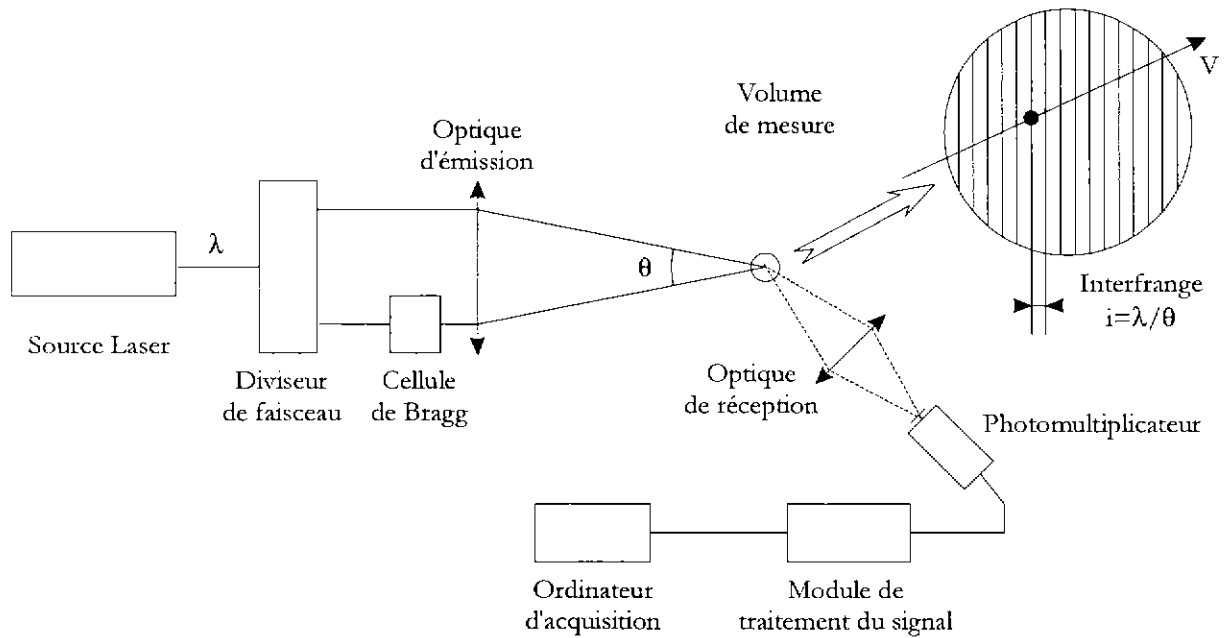 Volume
de mesure
V
Optique
d'émission
λ
θ
Interfrange
i=λ/θ
Source Laser
Diviseur
de faisceau
Cellule
de Bragg
Optique
de réception
Photomultiplicateur
Ordinateur
d'acquisition
Module de
traitement du signal